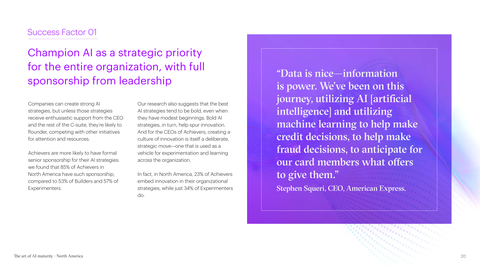 Success Factor 01
Champion AI as a strategic priority
for the entire organization, with full
sponsorship from leadership
Companies can create strong AI
strategies, but unless those strategies
receive enthusiastic support from the CEO
and the rest of the C-suite, they're likely to
flounder, competing with other initiatives
for attention and resources.
Achievers are more likely to have formal
senior sponsorship for their AI strategies
we found that 85% of Achievers in
North America have such sponsorship,
compared to 53% of Builders and 57% of
Experimenters.
Our research also suggests that the best
AI strategies tend to be bold, even when
they have modest beginnings. Bold AI
strategies, in turn, help spur innovation.
And for the CEOs of Achievers, creating a
culture of innovation is itself a deliberate,
strategic move—one that is used as a
vehicle for experimentation and learning
across the organization.
In fact, in North America, 23% of Achievers
embed innovation in their organizational
strategies, while just 34% of Experimenters
do.
“Data is nice—information
is power. We've been on this
journey, utilizing AI [artificial
intelligence] and utilizing
machine learning to help make
credit decisions, to help make
fraud decisions, to anticipate for
our card members what offers
to give them.”
Stephen Squeri, CEO, American Express.
The art of AI maturity - North America